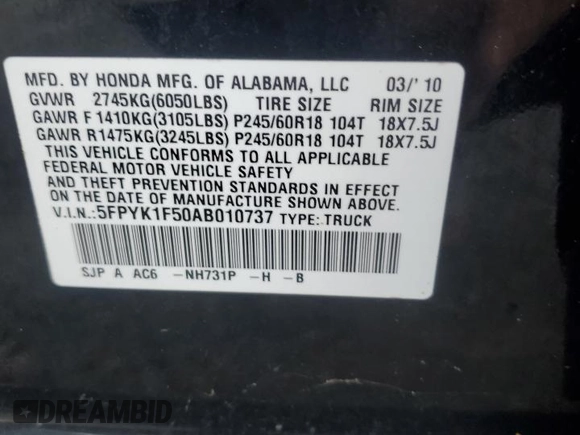 MFD. BY HONDA MFG. OF ALABAMA, LLC 03/' 10
GVWR 2745KG(6050LBS) TIRE SIZE RIM SIZE
GAWR F 1410KG(3105LBS) P245/60R18 104T 18X7.5J
GAWR R1475KG(3245LBS) P245/60R18 104T 18X7.5J
THIS VEHICLE CONFORMS TO ALL APPLICABLE
FEDERAL MOTOR VEHICLE SAFETY
AND THEFT PREVENTION STANDARDS IN EFFECT
ON THE DATE OF MANUFACTURE SHOWN ABOVE.
V.I.N.:5FPYK1F50AB010737 TYPE: TRUCK
SJP A AC6 -NH731P -H -B
DREAMBID